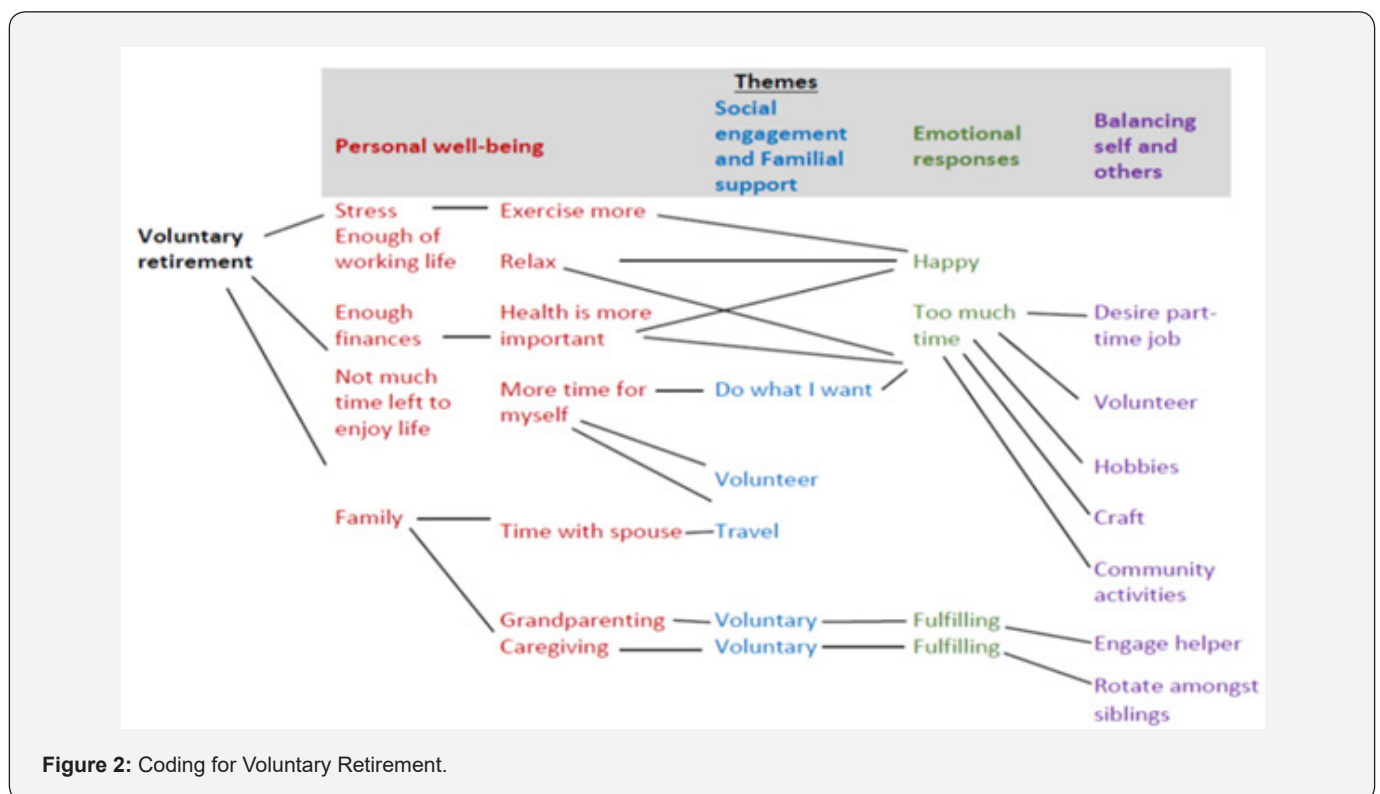 Themes
Personal well-being
Social
engagement
and Familial
support
Emotional
responses
Balancing
self and
others
Voluntary
retirement
Stress
Enough of
working life
Enough
finances
Not much
time left to
enjoy life
Family
Exercise more
Relax
Health is more
important
More time for
myself
Time with spouse
Grandparenting
Caregiving
Do what I want
Volunteer
Travel
Voluntary
Voluntary
Happy
Too much
time
Fulfilling
Fulfilling
Desire part-
time job
Volunteer
Hobbies
Craft
Community
activities
Engage helper
Rotate amongst
siblings
Figure 2: Coding for Voluntary Retirement.